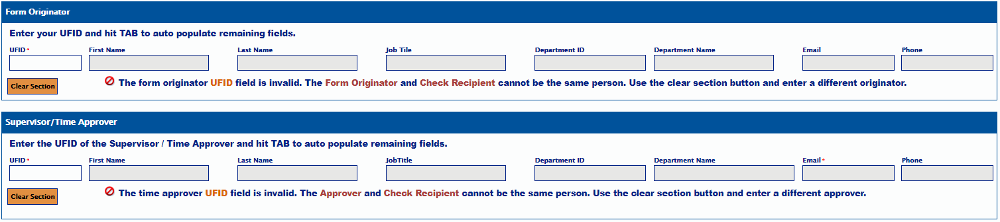 Form Originator
Enter your UFID and hit TAB to auto populate remaining fields.
UFID * First Name Last Name Job Tile Department ID Department Name Email Phone
Clear Section The form originator UFID field is invalid. The Form Originator and Check Recipient cannot be the same person. Use the clear section button and enter a different originator.
Supervisor/Time Approver
Enter the UFID of the Supervisor / Time Approver and hit TAB to auto populate remaining fields.
UFID * First Name Last Name JobTitle Department ID Department Name Email * Phone
Clear Section The time approver UFID field is invalid. The Approver and Check Recipient cannot be the same person. Use the clear section button and enter a different approver.